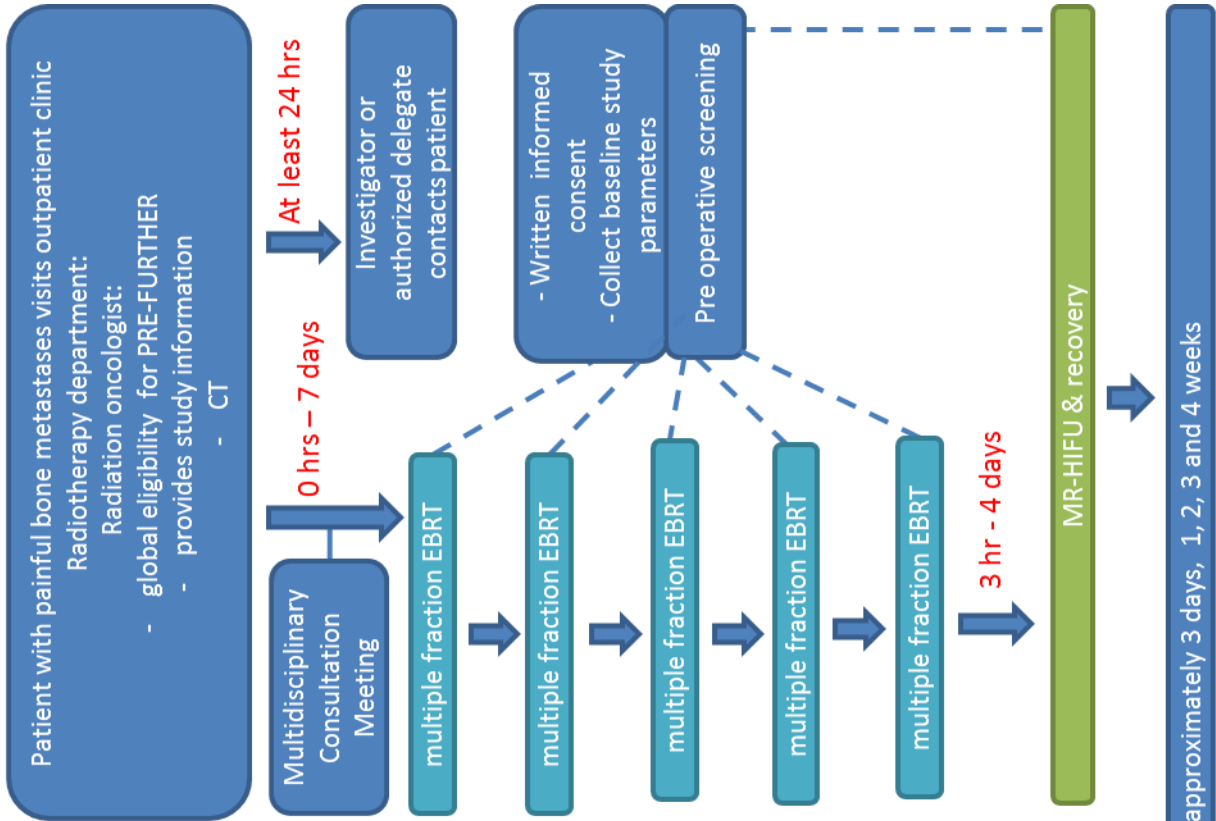 Patient with painful bone metastases visits outpatient clinic
Radiotherapy department:
Radiation oncologist:
- global eligibility for PRE-FURTHER
- provides study information
- CT
At least 24 hrs
Investigator or
authorized delegate
contacts patient
0 hrs – 7 days
Multidisciplinary
Consultation
Meeting
- Written informed
consent
- Collect baseline study
parameters
Pre operative screening
multiple fraction EBRT
multiple fraction EBRT
multiple fraction EBRT
multiple fraction EBRT
multiple fraction EBRT
3 hr - 4 days
MR-HIFU & recovery
approximately 3 days, 1, 2, 3 and 4 weeks